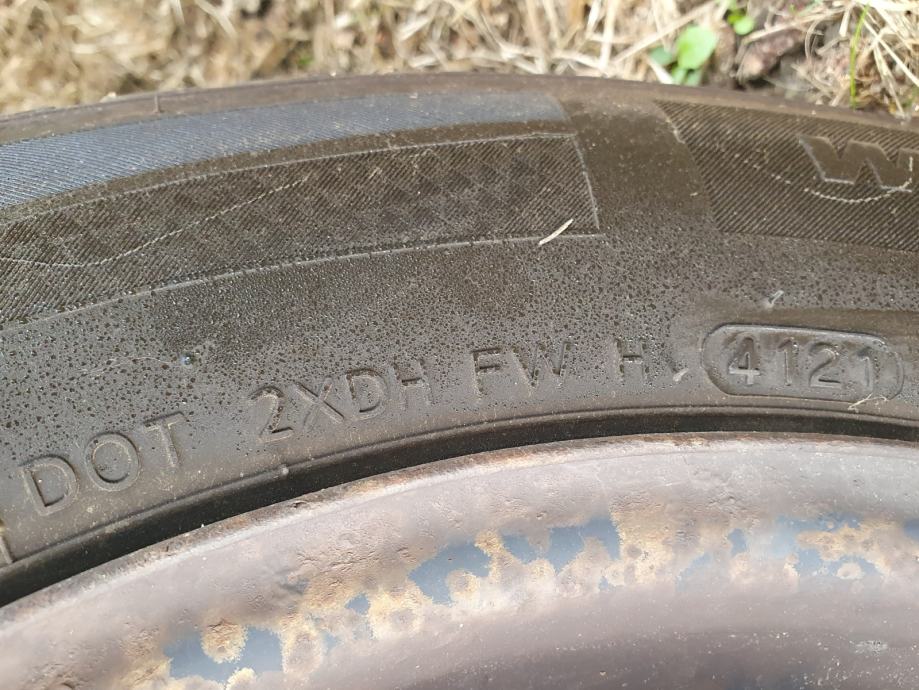 DOT 2XDH FW H 4121